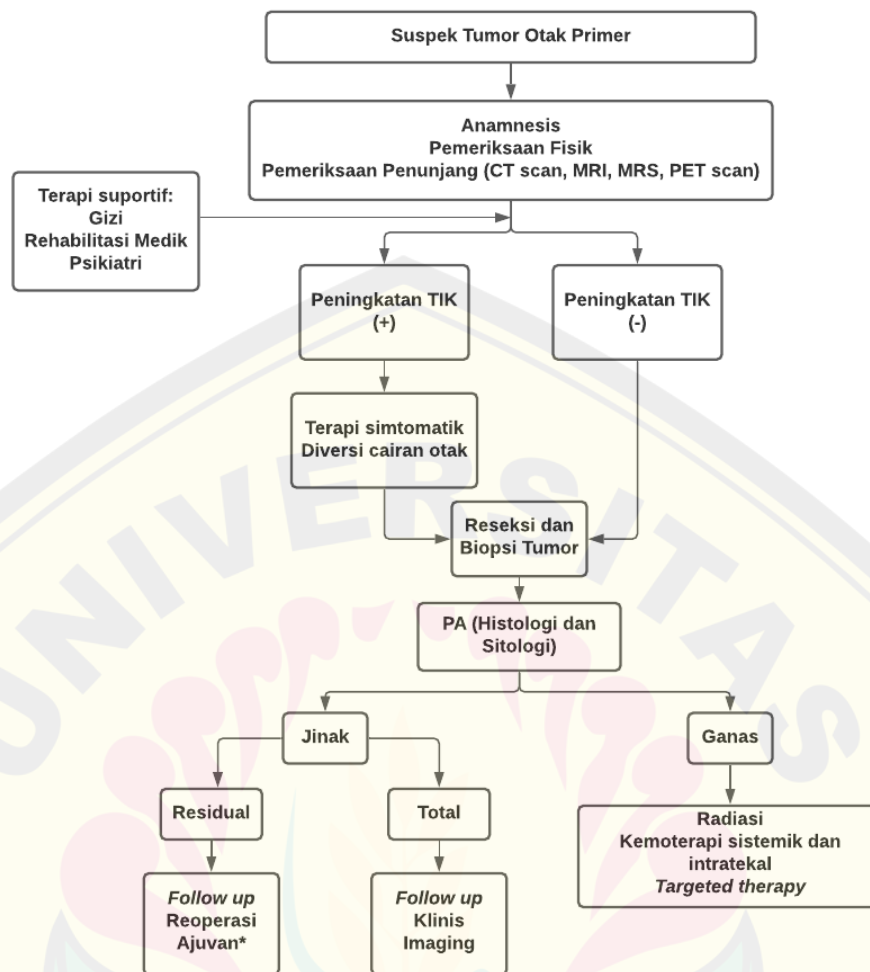 Suspek Tumor Otak Primer
Anamnesis
Pemeriksaan Fisik
Pemeriksaan Penunjang (CT scan, MRI, MRS, PET scan)
Terapi suportif:
Gizi
Rehabilitasi Medik
Psikiatri
Peningkatan TIK
(+)
Peningkatan TIK
(-)
Terapi simtomatik
Diversi cairan otak
Reseksi dan
Biopsi Tumor
PA (Histologi dan
Sitologi)
Jinak
Ganas
Residual
Total
Radiasi
Kemoterapi sistemik dan
intratekal
Targeted therapy
Follow up
Reoperasi
Ajuvan*
Follow up
Klinis
Imaging
UNIVERSITAS